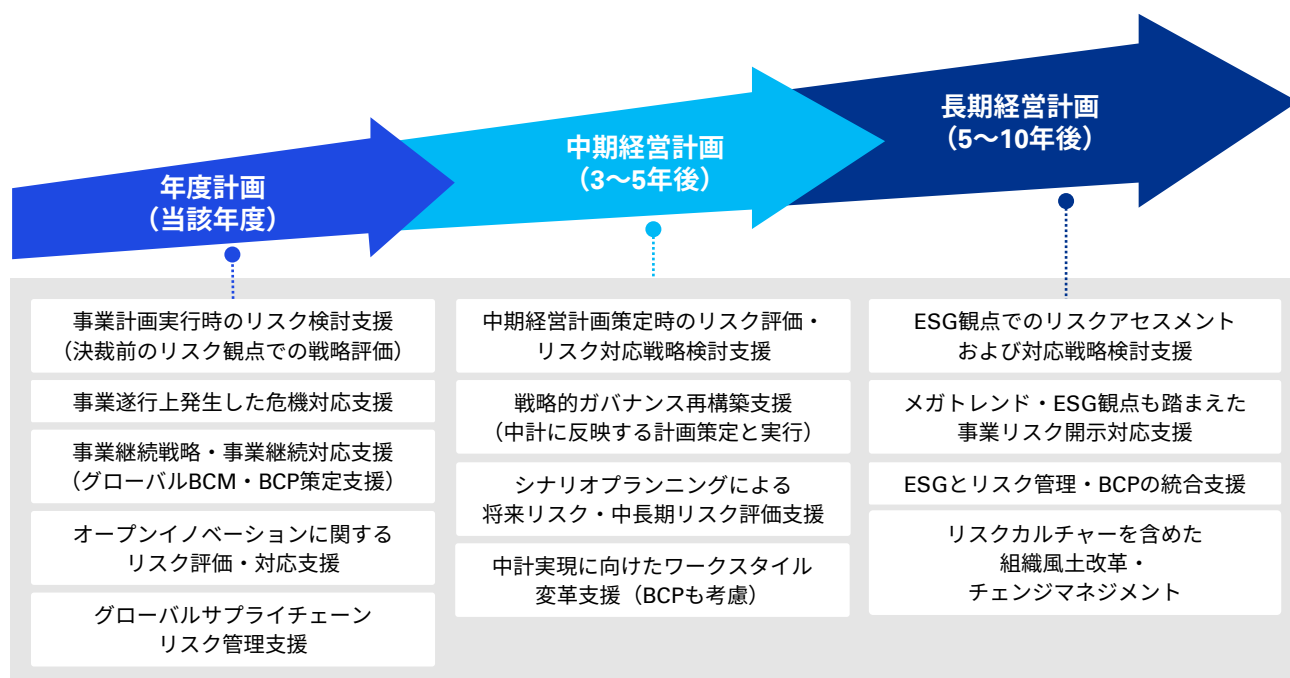 年度計画
（当該年度）
中期経営計画
（3～5年後）
長期経営計画
（5～10年後）
事業計画実行時のリスク検討支援
（決裁前のリスク観点での戦略評価）
事業遂行上発生した危機対応支援
事業継続戦略・事業継続対応支援
（グローバルBCM・BCP策定支援）
オープンイノベーションに関する
リスク評価・対応支援
グローバルサプライチェーン
リスク管理支援
中期経営計画策定時のリスク評価・
リスク対応戦略検討支援
戦略的ガバナンス再構築支援
（中計に反映する計画策定と実行）
シナリオプランニングによる
将来リスク・中長期リスク評価支援
中計実現に向けたワークスタイル
変革支援（BCPも考慮）
ESG観点でのリスクアセスメント
および対応戦略検討支援
メガトレンド・ESG観点も踏まえた
事業リスク開示対応支援
ESGとリスク管理・BCPの統合支援
リスクカルチャーを含めた
組織風土改革・
チェンジマネジメント